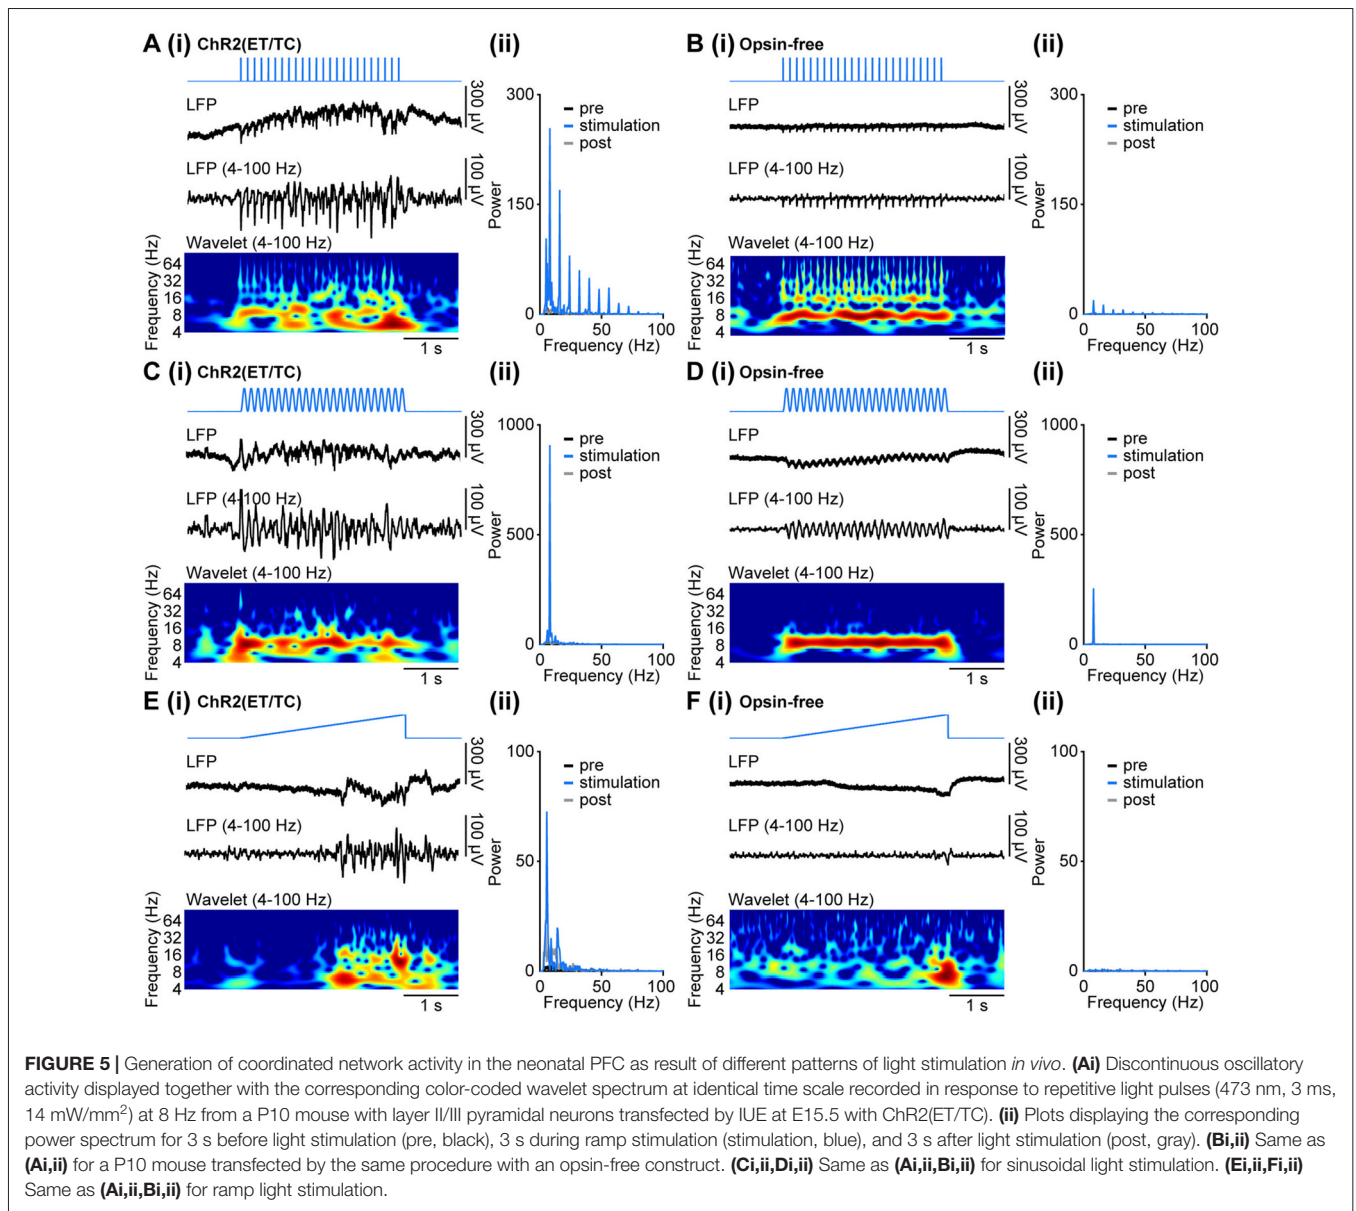 A (i) ChR2(ET/TC)
(ii)
LFP
300 µV
LFP (4-100 Hz)
100 µV
Wavelet (4-100 Hz)
Frequency (Hz)
64
32
16
8
4
1 s
Power
300
150
0
pre
stimulation
post
0 50 100
Frequency (Hz)
B (i) Opsin-free
(ii)
LFP
300 µV
LFP (4-100 Hz)
100 µV
Wavelet (4-100 Hz)
Frequency (Hz)
64
32
16
8
4
1 s
Power
300
150
0
pre
stimulation
post
0 50 100
Frequency (Hz)
C (i) ChR2(ET/TC)
(ii)
LFP
300 µV
LFP (4-100 Hz)
100 µV
Wavelet (4-100 Hz)
Frequency (Hz)
64
32
16
8
4
1 s
Power
1000
500
0
pre
stimulation
post
0 50 100
Frequency (Hz)
D (i) Opsin-free
(ii)
LFP
300 µV
LFP (4-100 Hz)
100 µV
Wavelet (4-100 Hz)
Frequency (Hz)
64
32
16
8
4
1 s
Power
1000
500
0
pre
stimulation
post
0 50 100
Frequency (Hz)
E (i) ChR2(ET/TC)
(ii)
LFP
300 µV
LFP (4-100 Hz)
100 µV
Wavelet (4-100 Hz)
Frequency (Hz)
64
32
16
8
4
1 s
Power
100
50
0
pre
stimulation
post
0 50 100
Frequency (Hz)
F (i) Opsin-free
(ii)
LFP
300 µV
LFP (4-100 Hz)
100 µV
Wavelet (4-100 Hz)
Frequency (Hz)
64
32
16
8
4
1 s
Power
100
50
0
pre
stimulation
post
0 50 100
Frequency (Hz)
FIGURE 5 | Generation of coordinated network activity in the neonatal PFC as result of different patterns of light stimulation in vivo. (Ai) Discontinuous oscillatory
activity displayed together with the corresponding color-coded wavelet spectrum at identical time scale recorded in response to repetitive light pulses (473 nm, 3 ms,
14 mW/mm²) at 8 Hz from a P10 mouse with layer II/III pyramidal neurons transfected by IUE at E15.5 with ChR2(ET/TC). (ii) Plots displaying the corresponding
power spectrum for 3 s before light stimulation (pre, black), 3 s during ramp stimulation (stimulation, blue), and 3 s after light stimulation (post, gray). (Bi,ii) Same as
(Ai,ii) for a P10 mouse transfected by the same procedure with an opsin-free construct. (Ci,ii,Di,ii) Same as (Ai,ii,Bi,ii) for sinusoidal light stimulation. (Ei,ii,Fi,ii)
Same as (Ai,ii,Bi,ii) for ramp light stimulation.